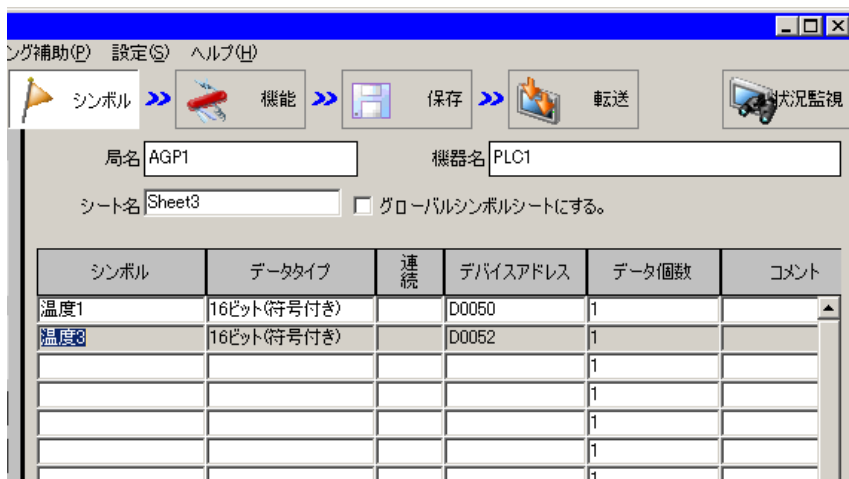 ング補助(P) 設定(S) ヘルプ(H)
シンボル 機能 保存 転送 状況監視
局名 AGP1 機器名 PLC1
シート名 Sheet3 グローバルシンボルシートにする。
シンボル データタイプ 連続 デバイスアドレス データ個数 コメント
温度1 16ビット(符号付き) D0050 1
温度3 16ビット(符号付き) D0052 1
1
1
1
1
1